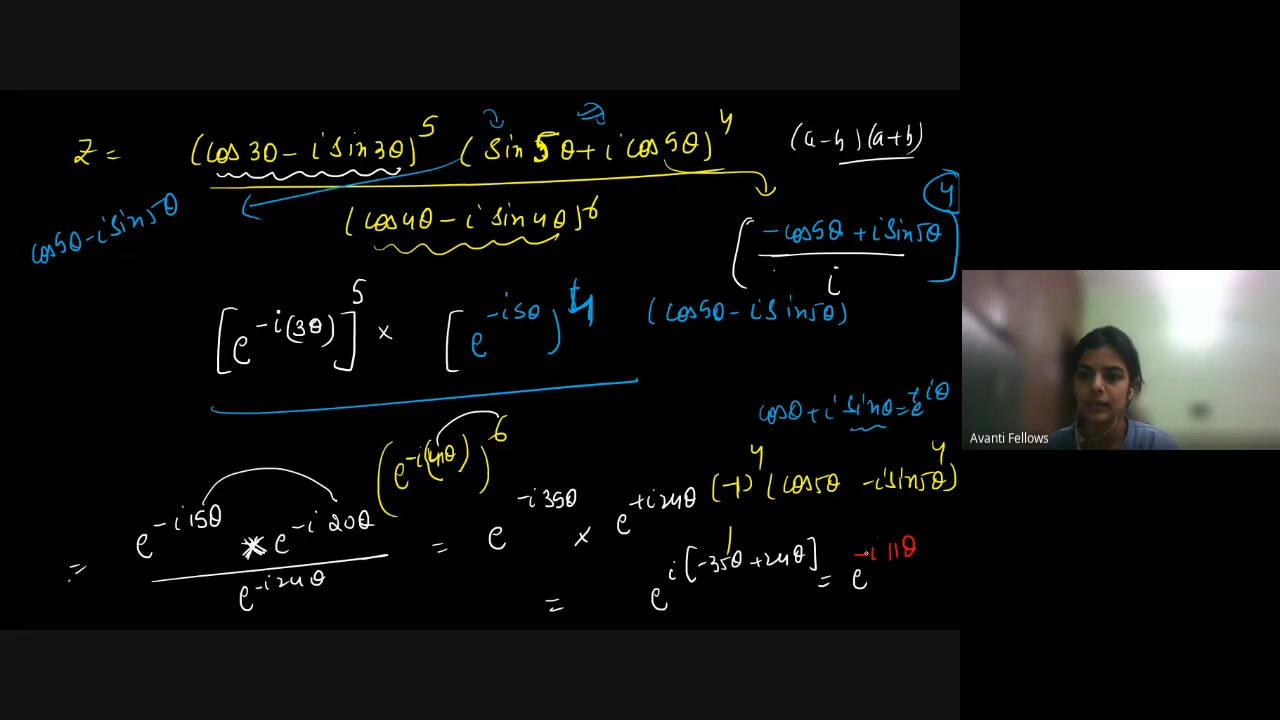 Z = (cos 3θ - i sin 3θ)^5 (sin 5θ + i cos 5θ)^4
(a-b)(a+b)
(cos 4θ - i sin 4θ)^6
cos5θ - i sin5θ
(-cos5θ + i sin5θ / i)^4
[e^-i(3θ)]^5 × [e^-i5θ)^4
(cos5θ - i sin5θ)
cosθ + i sinθ = e^+iθ
(e^-i(4θ))^6
Avanti Fellows
(-1)^4 (cos5θ - i sin5θ)^4
= e^-i15θ × e^-i20θ / e^-i24θ = e^-i35θ × e^+i24θ
= e^i[-35θ + 24θ] = e^-i11θ